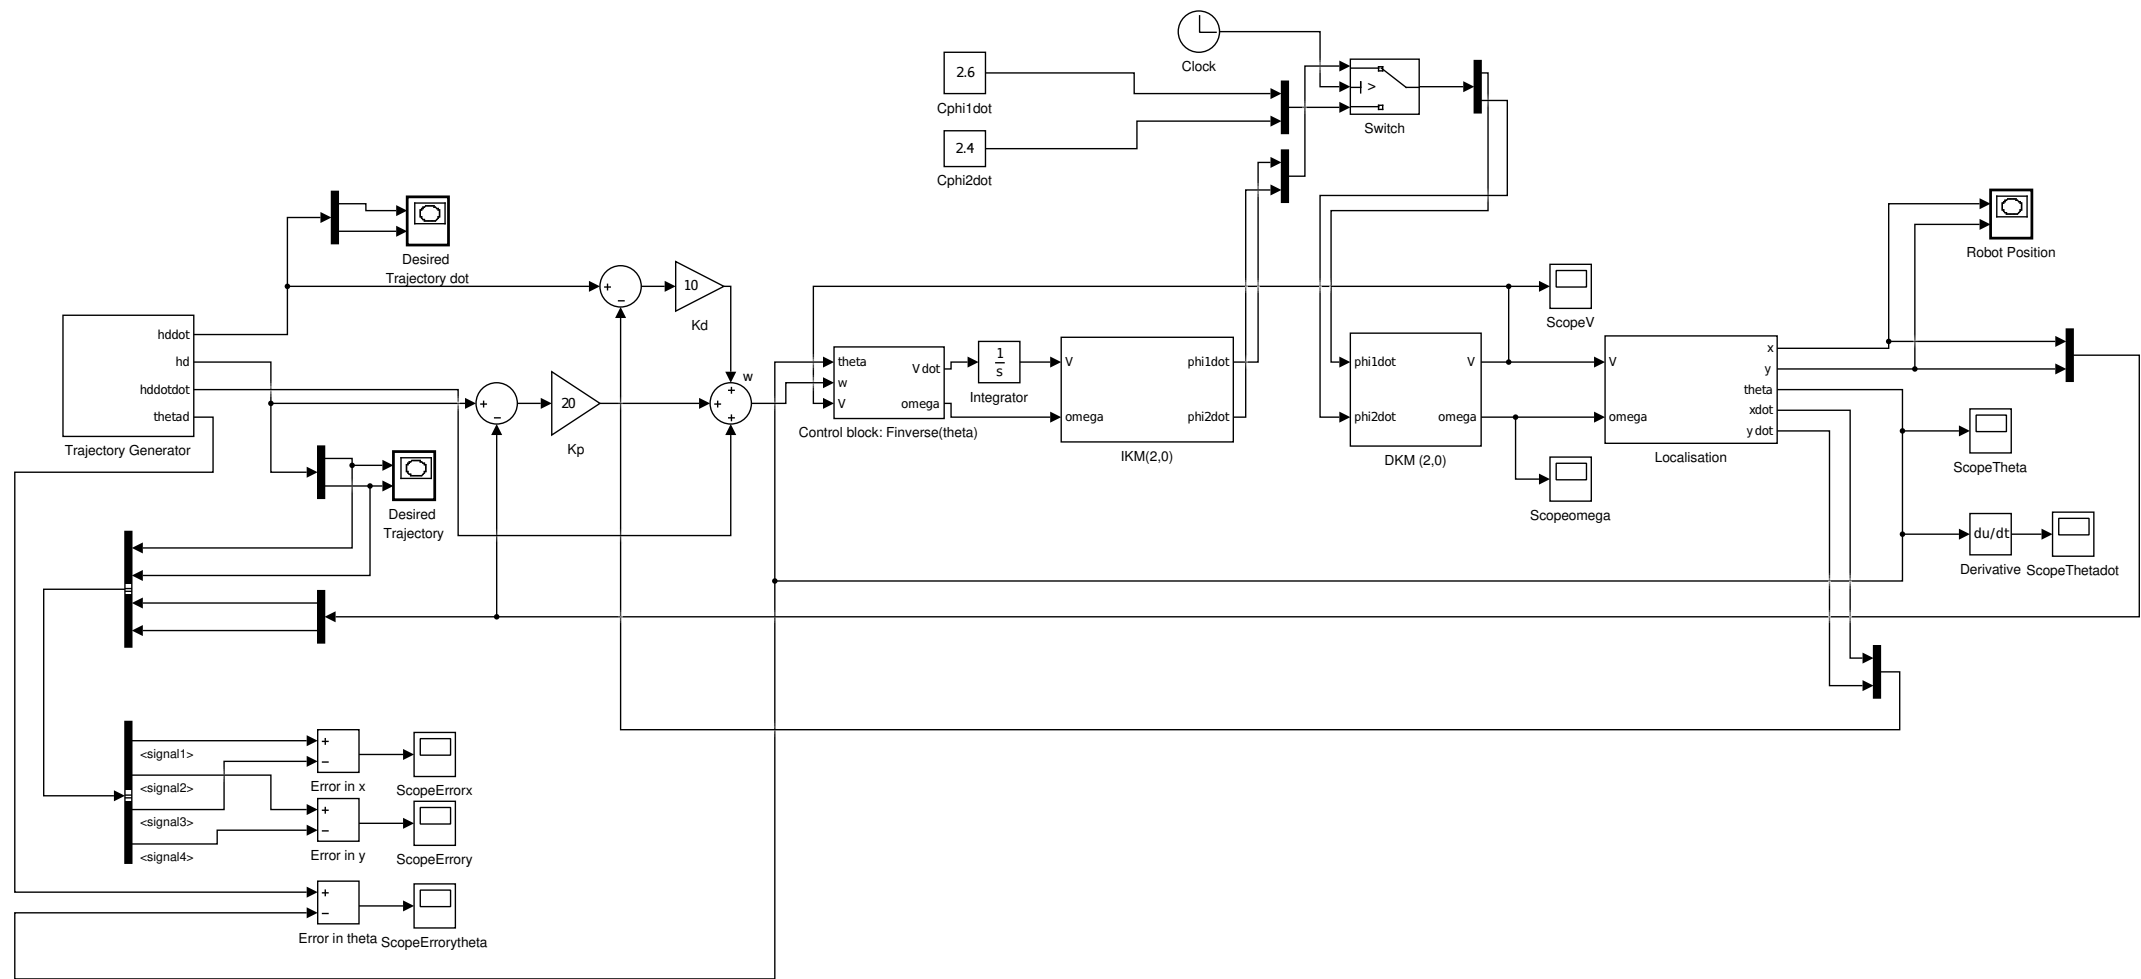 Clock
2.6
Cphi1dot
2.4
Cphi2dot
>
Switch
Desired
Trajectory dot
Robot Position
+
−
10
Kd
ScopeV
hddot
hd
hddotdot
thetad
Trajectory Generator
+
−
20
Kp
w
+
+
+
theta
w
V
V dot
omega
Control block: Finverse(theta)
1
s
Integrator
V
omega
phi1dot
phi2dot
IKM(2,0)
phi1dot
phi2dot
V
omega
DKM (2,0)
V
omega
x
y
theta
xdot
y dot
Localisation
ScopeTheta
Scopeomega
Desired
Trajectory
du/dt
Derivative
ScopeThetadot
<signal1>
<signal2>
<signal3>
<signal4>
+
−
Error in x
ScopeErrorx
+
−
Error in y
ScopeErrory
+
−
Error in theta
ScopeErrorytheta